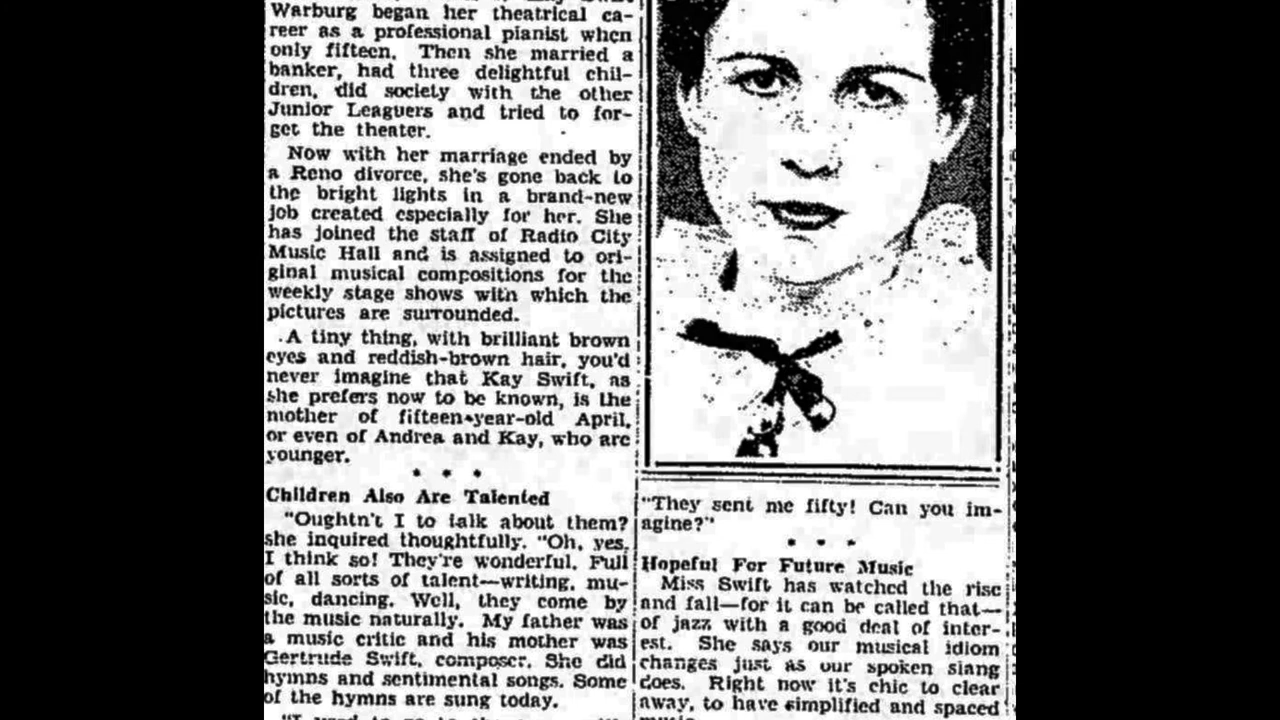 Warburg began her theatrical ca-
reer as a professional pianist when
only fifteen. Then she married a
banker, had three delightful chil-
dren, did society with the other
Junior Leaguers and tried to for-
get the theater.
Now with her marriage ended by
a Reno divorce, she's gone back to
the bright lights in a brand-new
job created especially for her. She
has joined the staff of Radio City
Music Hall and is assigned to ori-
ginal musical compositions for the
weekly stage shows with which the
pictures are surrounded.
A tiny thing, with brilliant brown
eyes and reddish-brown hair, you'd
never imagine that Kay Swift, as
she prefers now to be known, is the
mother of fifteen-year-old April,
or even of Andrea and Kay, who are
younger.
* * *
Children Also Are Talented
"Oughtn't I to talk about them?
she inquired thoughtfully. "Oh, yes,
I think so! They're wonderful. Full
of all sorts of talent—writing, mu-
sic, dancing. Well, they come by
the music naturally. My father was
a music critic and his mother was
Gertrude Swift, composer. She did
hymns and sentimental songs. Some
of the hymns are sung today.
"They sent me fifty! Can you im-
agine?"
* * *
Hopeful For Future Music
Miss Swift has watched the rise
and fall—for it can be called that—
of jazz with a good deal of inter-
est. She says our musical idiom
changes just as our spoken slang
does. Right now it's chic to clear
away, to have simplified and spaced